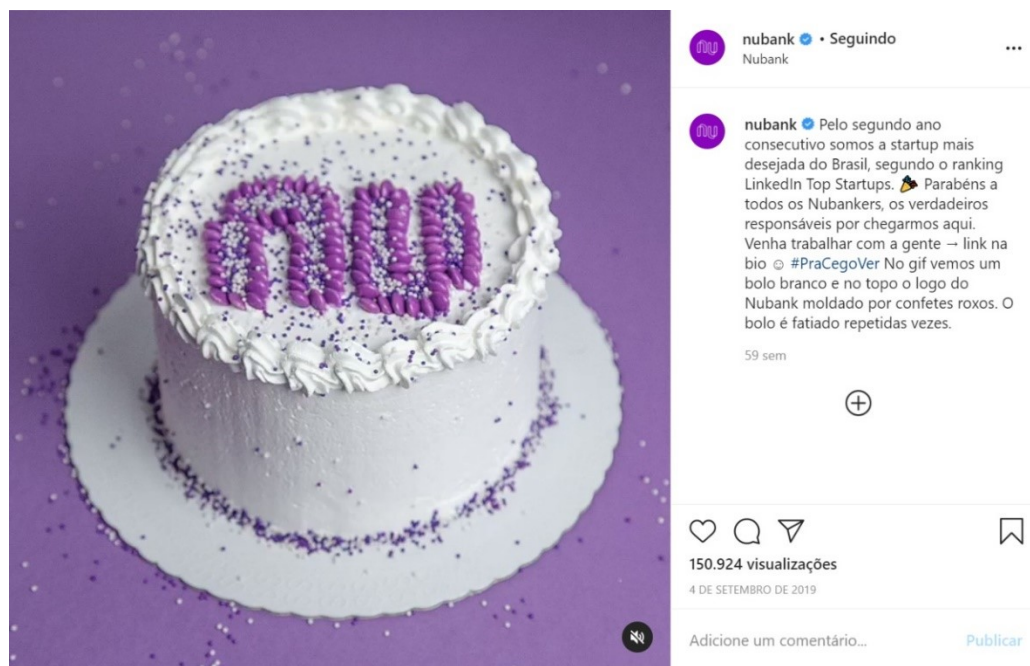 nu
nubank • Seguindo
Nubank
nubank Pelo segundo ano
consecutivo somos a startup mais
desejada do Brasil, segundo o ranking
LinkedIn Top Startups. 🎉 Parabéns a
todos os Nubankers, os verdadeiros
responsáveis por chegarmos aqui.
Venha trabalhar com a gente → link na
bio ☺ #PraCegoVer No gif vemos um
bolo branco e no topo o logo do
Nubank moldado por confetes roxos. O
bolo é fatiado repetidas vezes.
59 sem
150.924 visualizações
4 DE SETEMBRO DE 2019
Adicione um comentário... Publicar